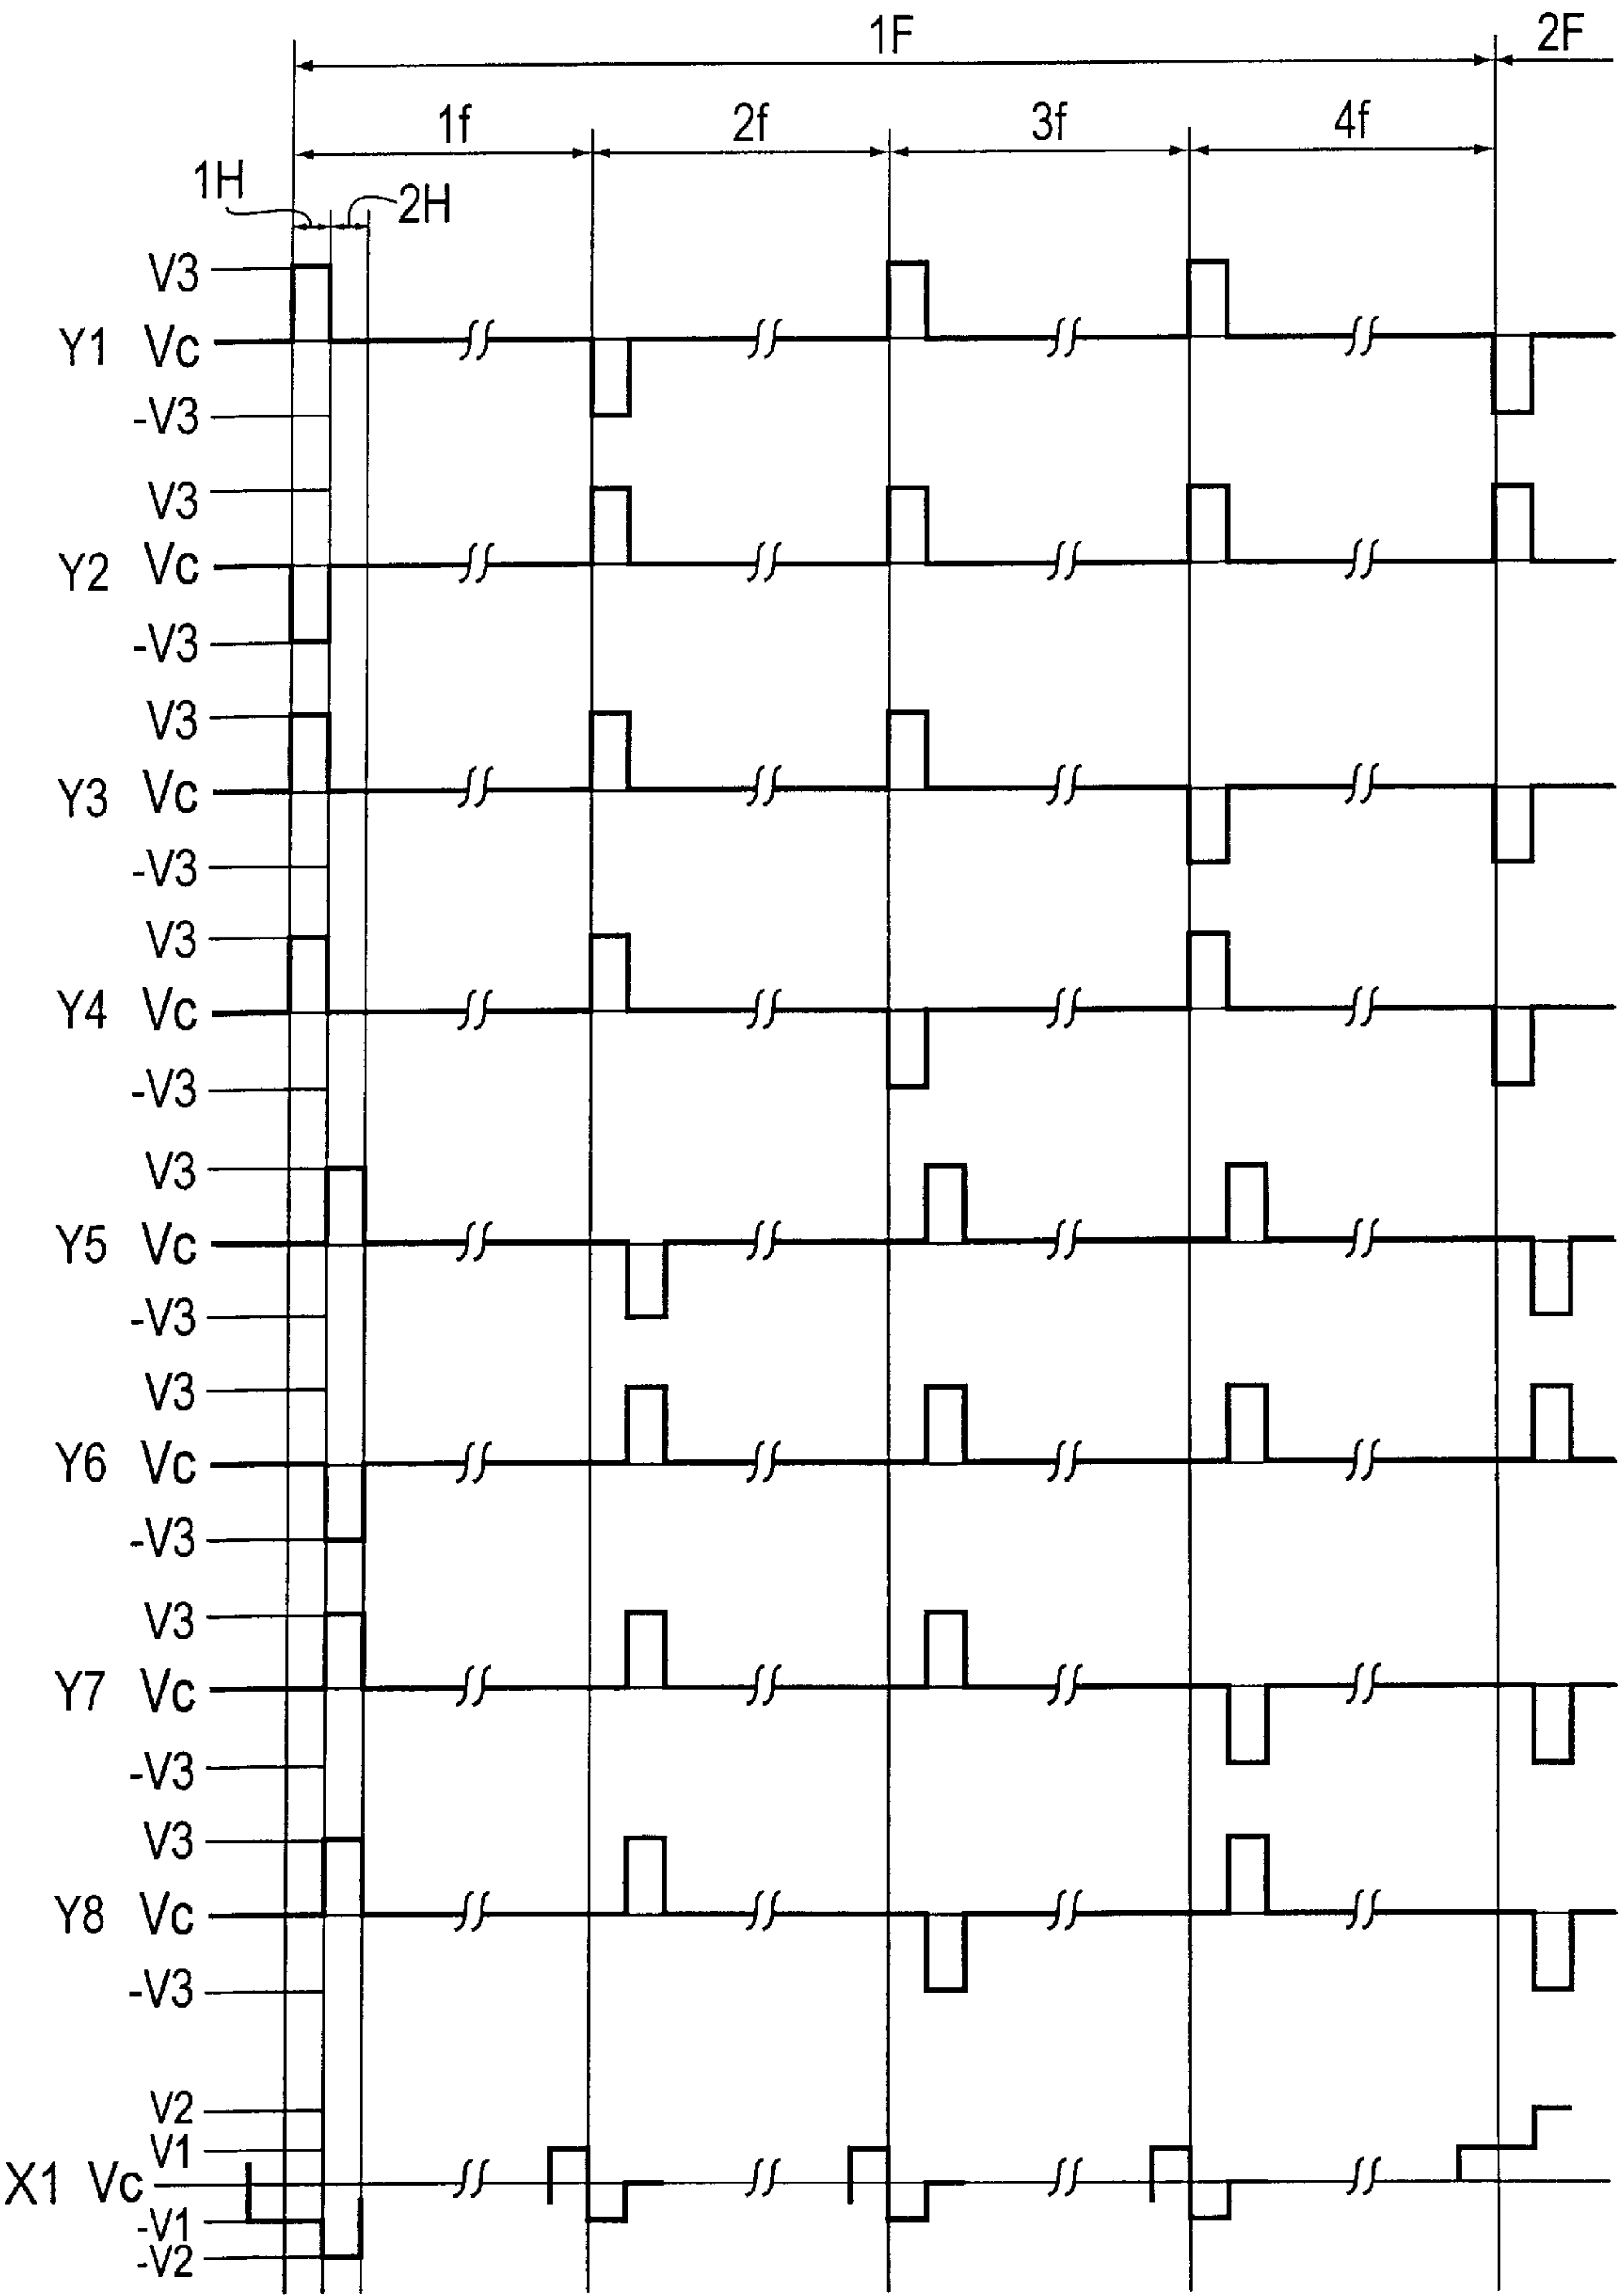 1F 2F
1f 2f 3f 4f
1H 2H
V3
Y1 Vc
-V3
V3
Y2 Vc
-V3
V3
Y3 Vc
-V3
V3
Y4 Vc
-V3
V3
Y5 Vc
-V3
V3
Y6 Vc
-V3
V3
Y7 Vc
-V3
V3
Y8 Vc
-V3
V2
V1
X1 Vc
-V1
-V2